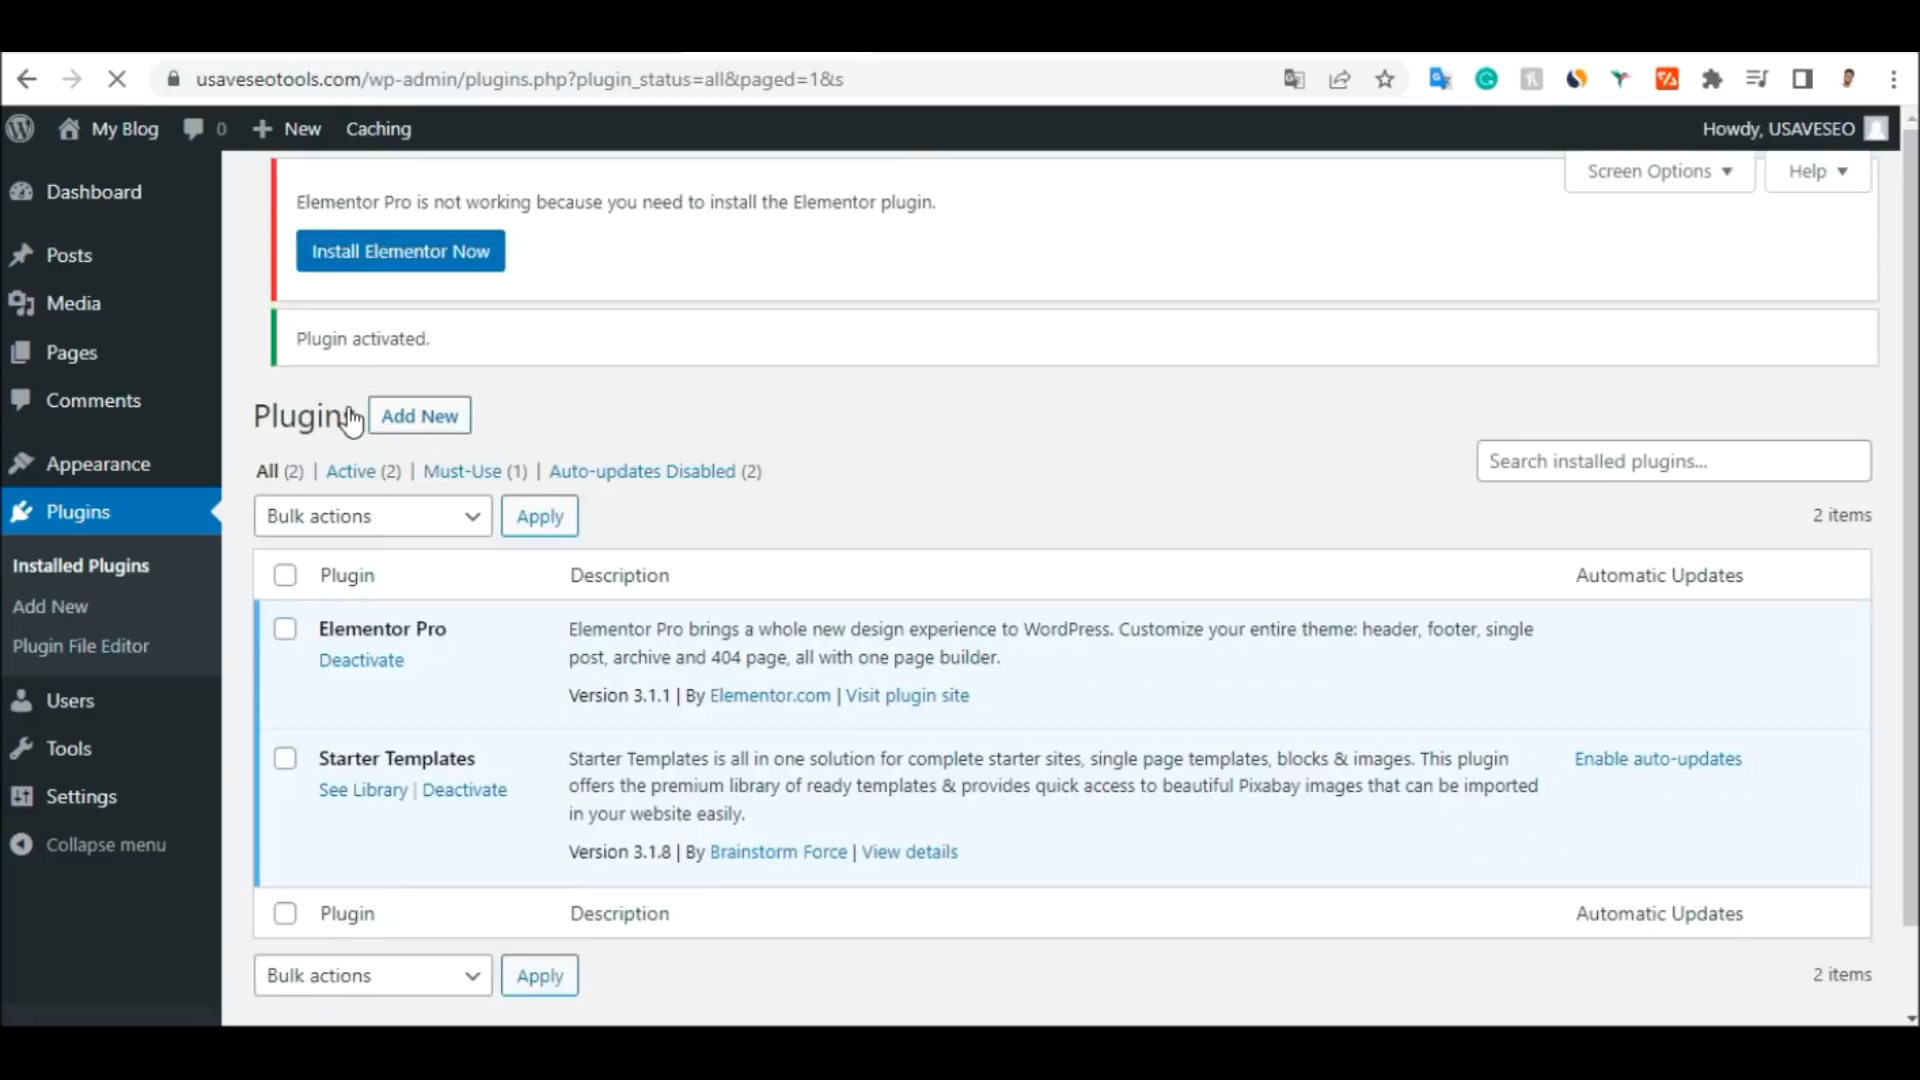 usaveseotools.com/wp-admin/plugins.php?plugin_status=all&paged=1&s
My Blog 0 New Caching Howdy, USAVESEO
Screen Options Help
Dashboard
Posts
Media
Pages
Comments
Appearance
Plugins
Installed Plugins
Add New
Plugin File Editor
Users
Tools
Settings
Collapse menu
Elementor Pro is not working because you need to install the Elementor plugin.
Install Elementor Now
Plugin activated.
Plugin Add New
All (2) | Active (2) | Must-Use (1) | Auto-updates Disabled (2)
Search installed plugins...
Bulk actions Apply 2 items
Plugin Description Automatic Updates
Elementor Pro
Deactivate
Elementor Pro brings a whole new design experience to WordPress. Customize your entire theme: header, footer, single
post, archive and 404 page, all with one page builder.
Version 3.1.1 | By Elementor.com | Visit plugin site
Starter Templates
See Library | Deactivate
Starter Templates is all in one solution for complete starter sites, single page templates, blocks & images. This plugin
offers the premium library of ready templates & provides quick access to beautiful Pixabay images that can be imported
in your website easily.
Version 3.1.8 | By Brainstorm Force | View details
Enable auto-updates
Plugin Description Automatic Updates
Bulk actions Apply 2 items